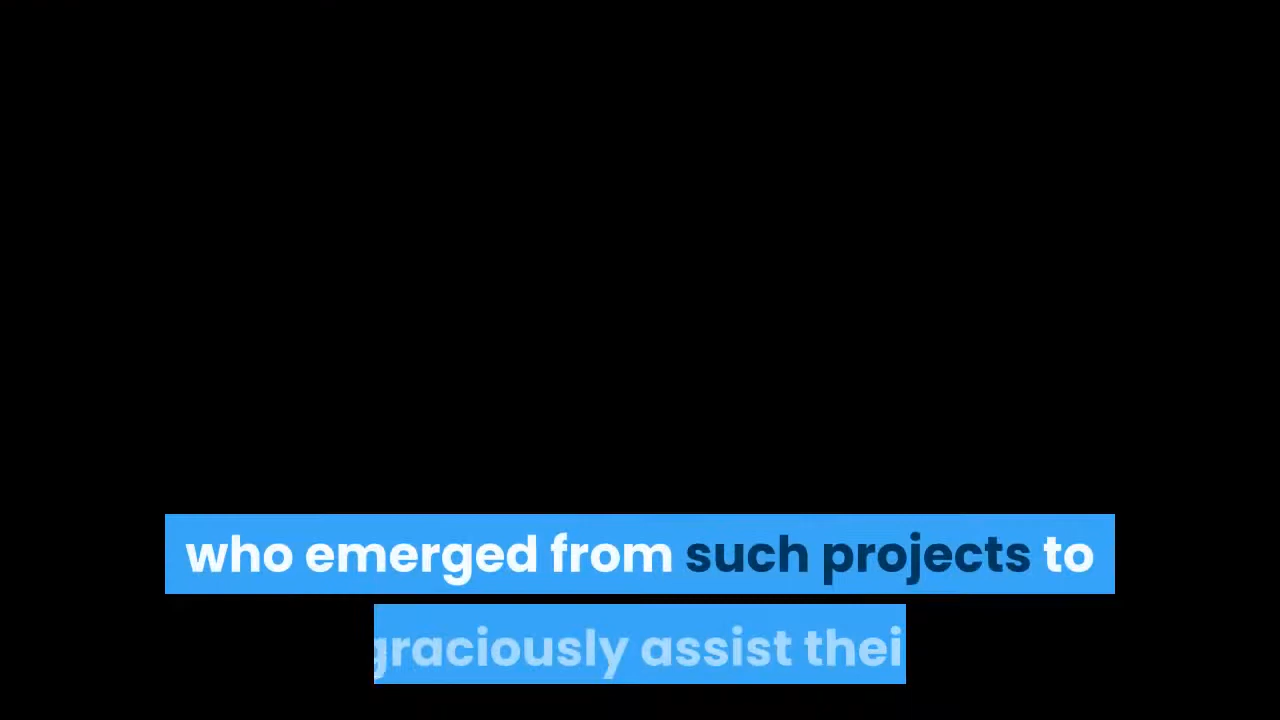 who emerged from such projects to
graciously assist thei